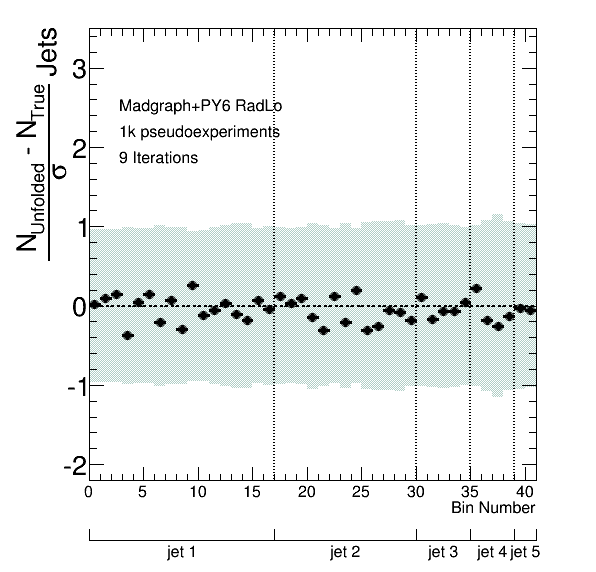 N_Unfolded - N_True Jets
σ
3
2
1
0
-1
-2
Madgraph+PY6 RadLo
1k pseudoexperiments
9 Iterations
0 5 10 15 20 25 30 35 40
Bin Number
jet 1 jet 2 jet 3 jet 4 jet 5